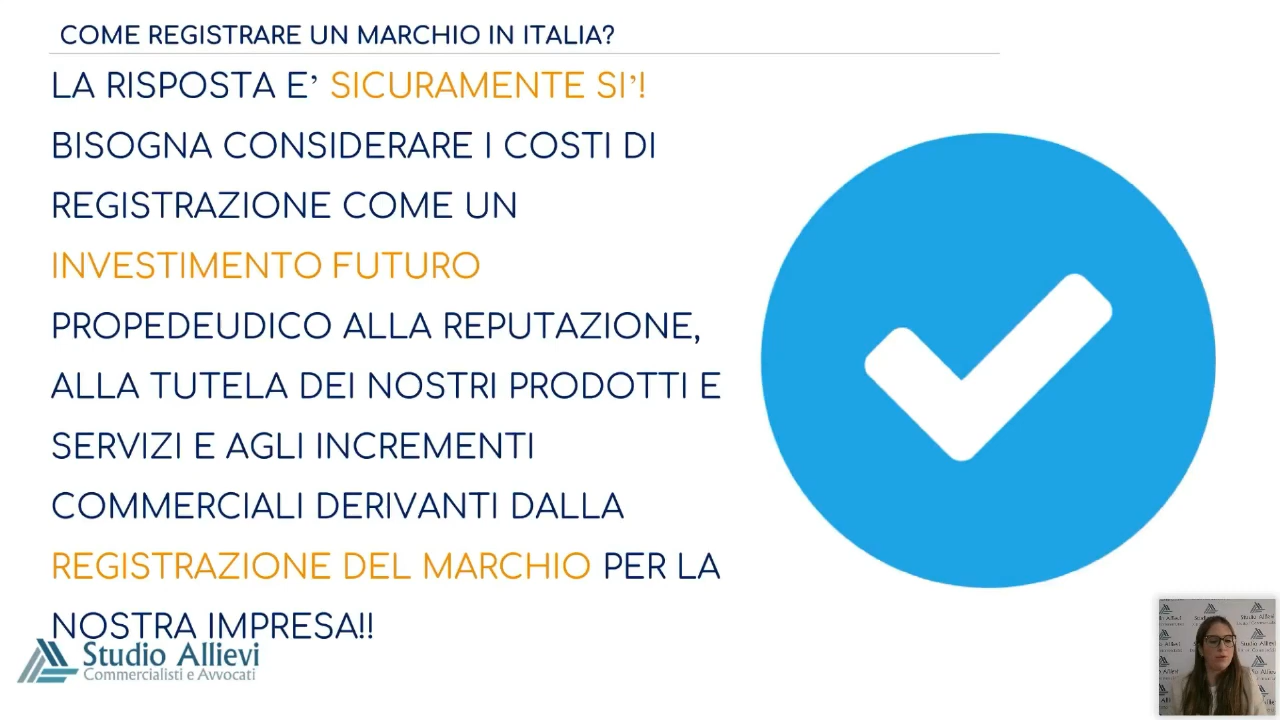 COME REGISTRARE UN MARCHIO IN ITALIA?
LA RISPOSTA E’ SICURAMENTE SI’!
BISOGNA CONSIDERARE I COSTI DI
REGISTRAZIONE COME UN
INVESTIMENTO FUTURO
PROPEDEUDICO ALLA REPUTAZIONE,
ALLA TUTELA DEI NOSTRI PRODOTTI E
SERVIZI E AGLI INCREMENTI
COMMERCIALI DERIVANTI DALLA
REGISTRAZIONE DEL MARCHIO PER LA
NOSTRA IMPRESA!!
Studio Allievi
Commercialisti e Avvocati